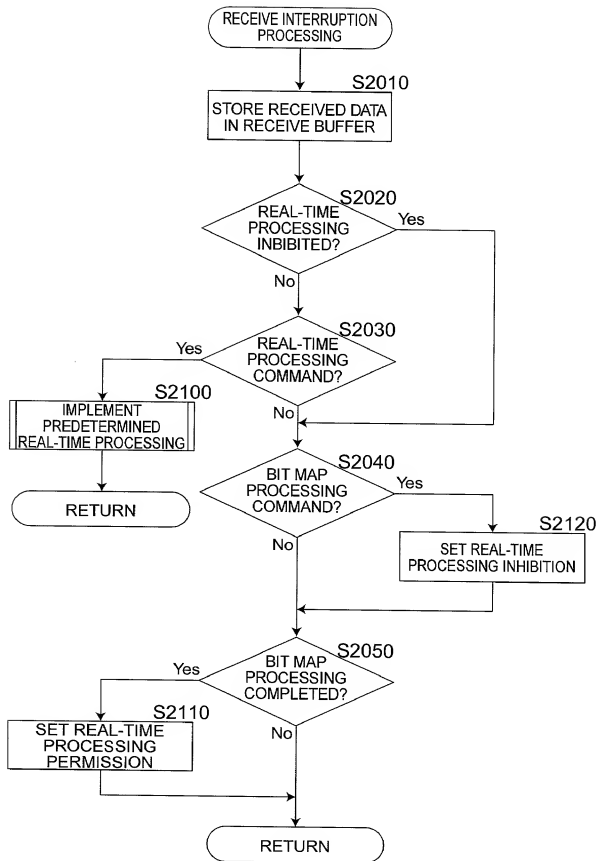 RECEIVE INTERRUPTION
PROCESSING
S2010
STORE RECEIVED DATA
IN RECEIVE BUFFER
S2020
REAL-TIME
PROCESSING
INBIBITED?
Yes
No
S2030
REAL-TIME
PROCESSING
COMMAND?
Yes
No
S2100
IMPLEMENT
PREDETERMINED
REAL-TIME PROCESSING
RETURN
S2040
BIT MAP
PROCESSING
COMMAND?
Yes
No
S2120
SET REAL-TIME
PROCESSING INHIBITION
S2050
BIT MAP
PROCESSING
COMPLETED?
Yes
No
S2110
SET REAL-TIME
PROCESSING
PERMISSION
RETURN